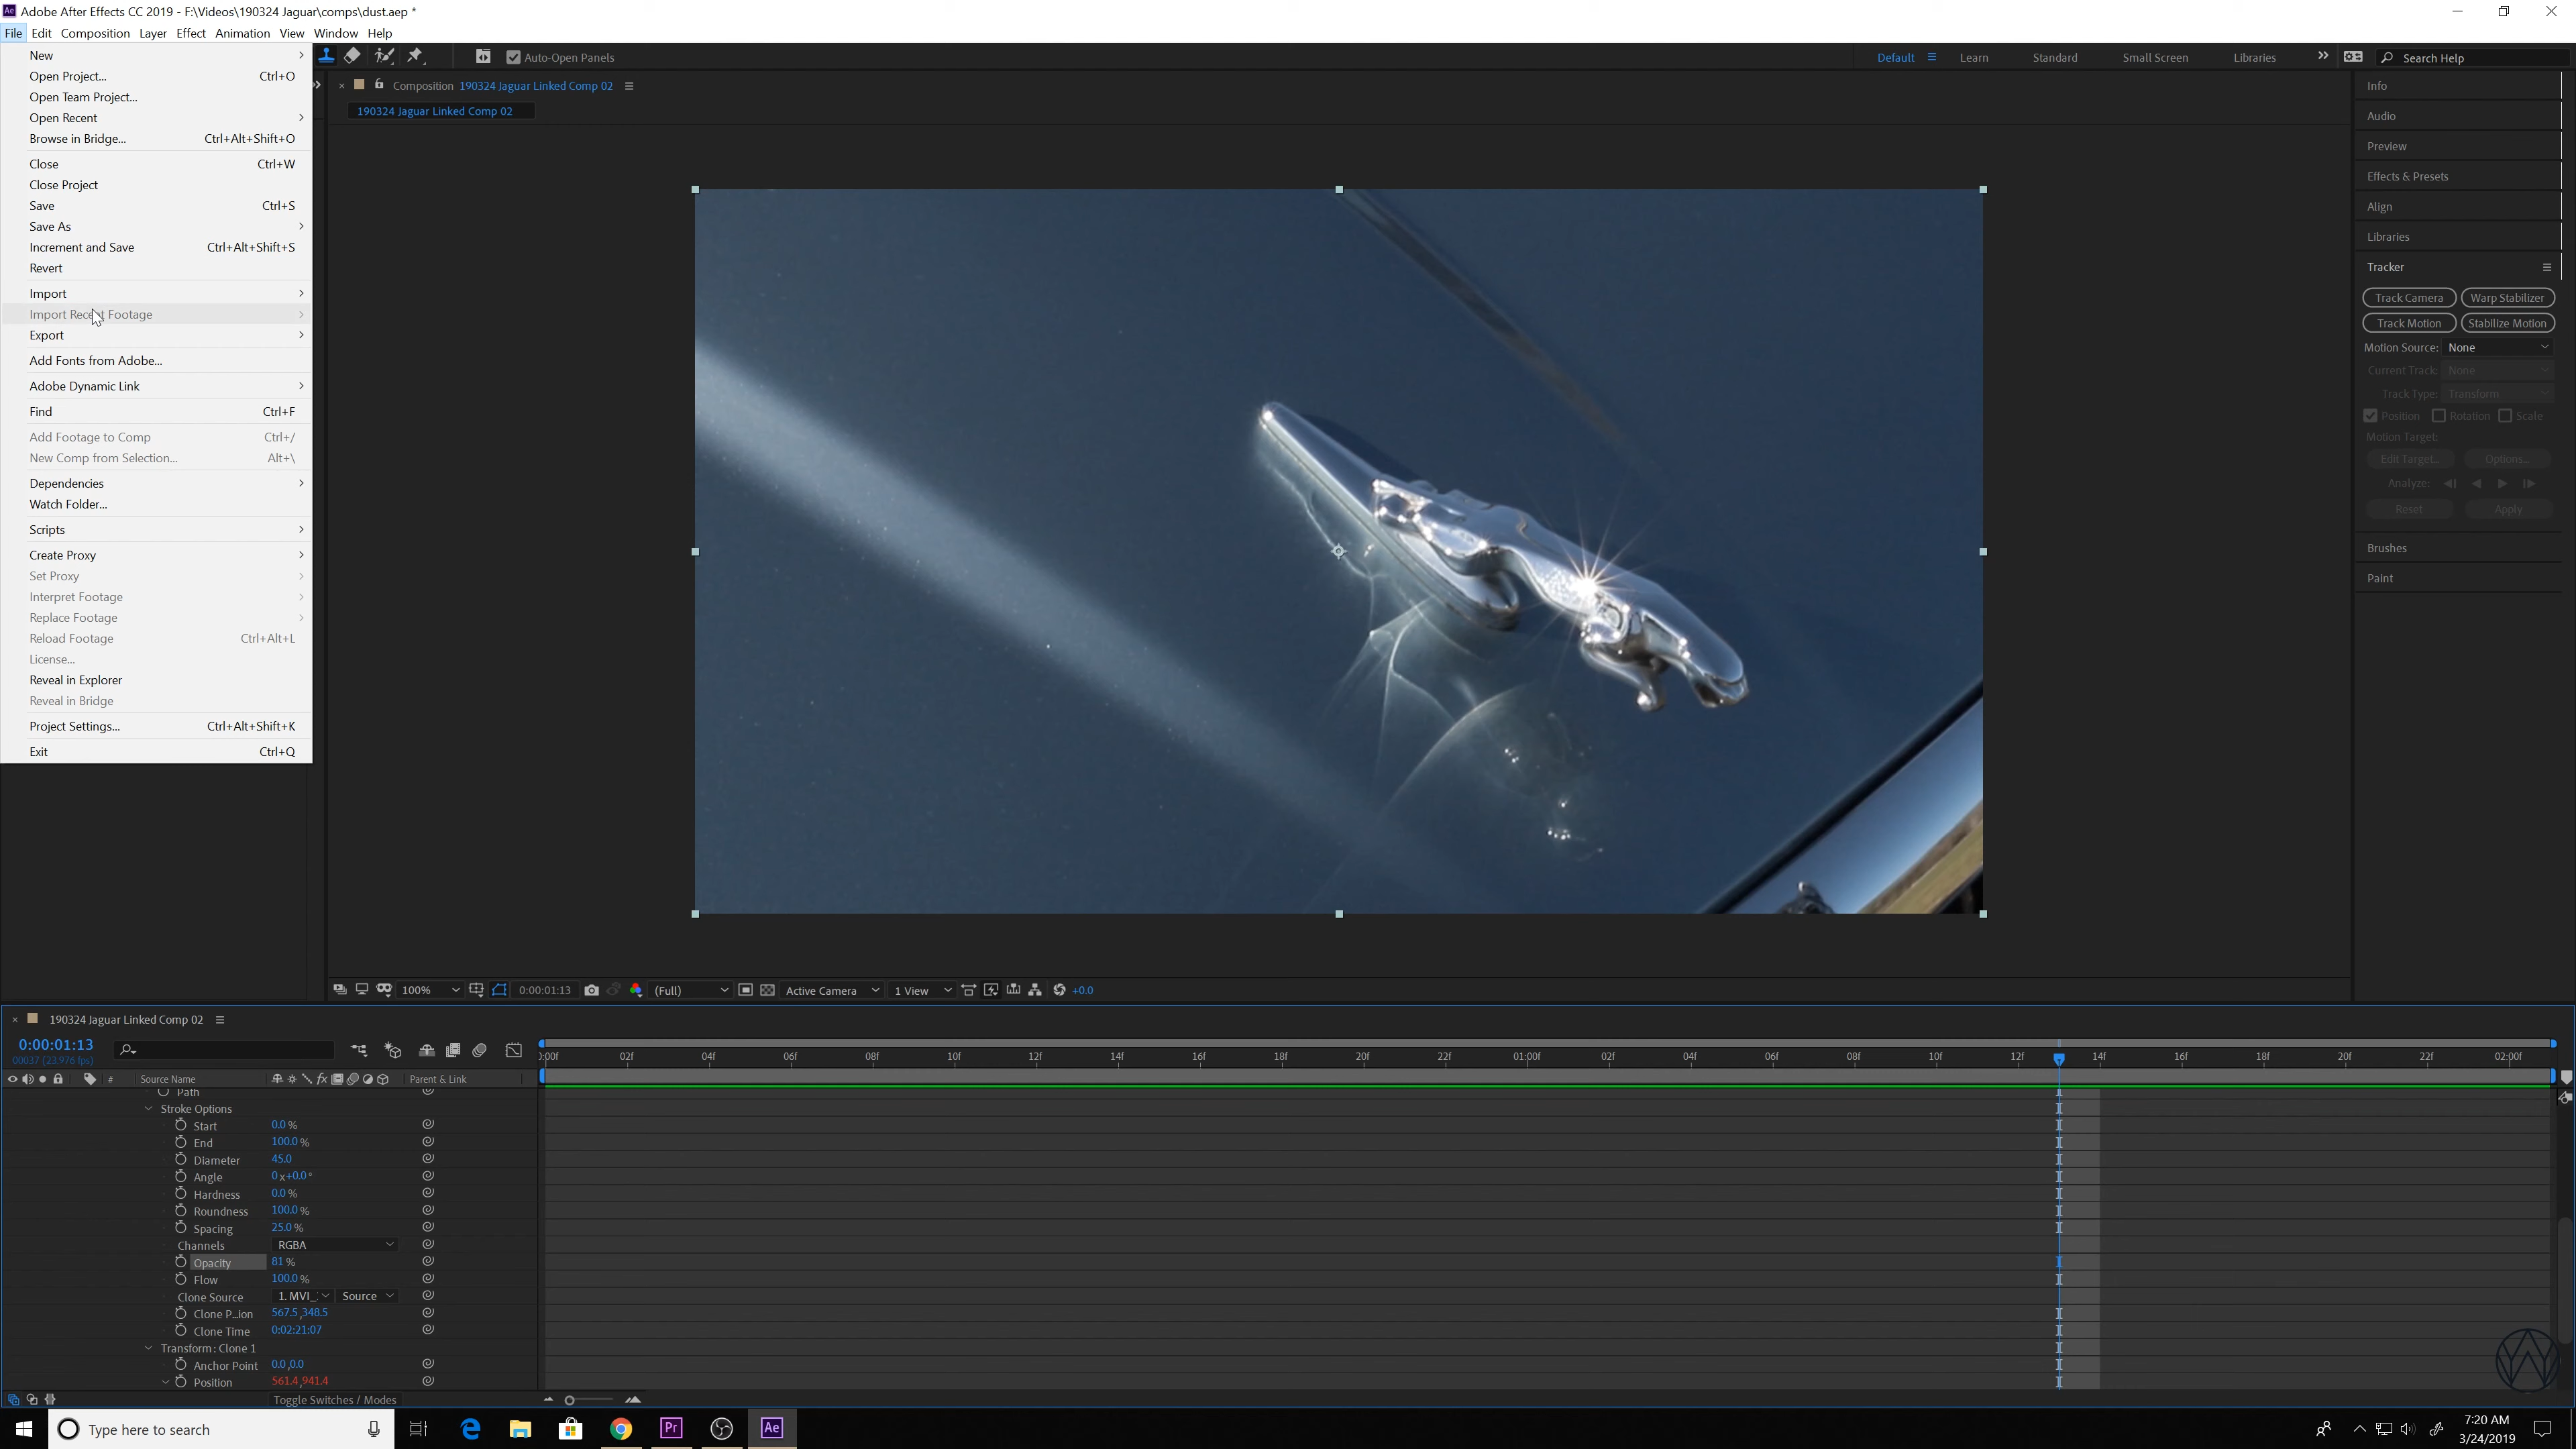 Adobe After Effects CC 2019 - F:\Videos\190324 Jaguar\comps\dust.aep *
File Edit Composition Layer Effect Animation View Window Help
New
Open Project... Ctrl+O
Open Team Project...
Open Recent
Browse in Bridge... Ctrl+Alt+Shift+O
Close Ctrl+W
Close Project
Save Ctrl+S
Save As
Increment and Save Ctrl+Alt+Shift+S
Revert
Import
Import Recent Footage
Export
Add Fonts from Adobe...
Adobe Dynamic Link
Find Ctrl+F
Add Footage to Comp Ctrl+/
New Comp from Selection... Alt+\
Dependencies
Watch Folder...
Scripts
Create Proxy
Set Proxy
Interpret Footage
Replace Footage
Reload Footage Ctrl+Alt+L
License...
Reveal in Explorer
Reveal in Bridge
Project Settings... Ctrl+Alt+Shift+K
Exit Ctrl+Q
Auto-Open Panels
Default Learn Standard Small Screen Libraries Search Help
Composition 190324 Jaguar Linked Comp 02
190324 Jaguar Linked Comp 02
Info
Audio
Preview
Effects & Presets
Align
Libraries
Tracker
Track Camera Warp Stabilizer
Track Motion Stabilize Motion
Motion Source: None
Current Track: None
Track Type: Transform
Position Rotation Scale
Motion Target:
Edit Target... Options...
Analyze:
Reset Apply
Brushes
Paint
100% 0:00:01:13 (Full) Active Camera 1 View +0.0
190324 Jaguar Linked Comp 02
0:00:01:13
00037 (23.976 fps)
0:00f 02f 04f 06f 08f 10f 12f 14f 16f 18f 20f 22f 01:00f 02f 04f 06f 08f 10f 12f 14f 16f 18f 20f 22f 02:00f
# Source Name fx Parent & Link
Path
Stroke Options
Start 0.0 %
End 100.0 %
Diameter 45.0
Angle 0 x+0.0 °
Hardness 0.0 %
Roundness 100.0 %
Spacing 25.0 %
Channels RGBA
Opacity 81 %
Flow 100.0 %
Clone Source 1. MVI_ Source
Clone P...ion 567.5,348.5
Clone Time 0:02:21:07
Transform: Clone 1
Anchor Point 0.0,0.0
Position 561.4,941.4
Toggle Switches / Modes
Type here to search
Pr
Ae
7:20 AM
3/24/2019